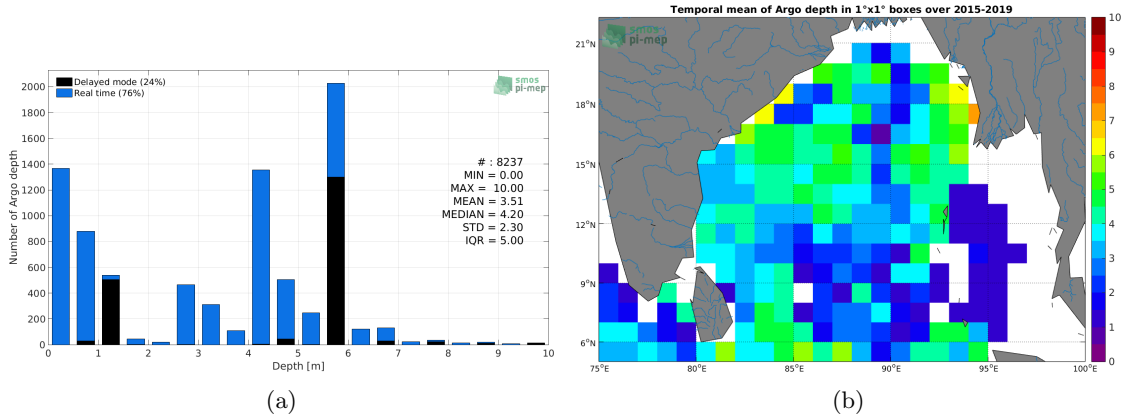 Delayed mode (24%)
Real time (76%)
smos
pi-mep
# : 8237
MIN = 0.00
MAX = 10.00
MEAN = 3.51
MEDIAN = 4.20
STD = 2.30
IQR = 5.00
Number of Argo depth
2000
1800
1600
1400
1200
1000
800
600
400
200
0
0 1 2 3 4 5 6 7 8 9 10
Depth [m]
(a)
Temporal mean of Argo depth in 1°x1° boxes over 2015-2019
smos
pi-mep
21°N
18°N
15°N
12°N
9°N
6°N
75°E 80°E 85°E 90°E 95°E 100°E
10
9
8
7
6
5
4
3
2
1
0
(b)